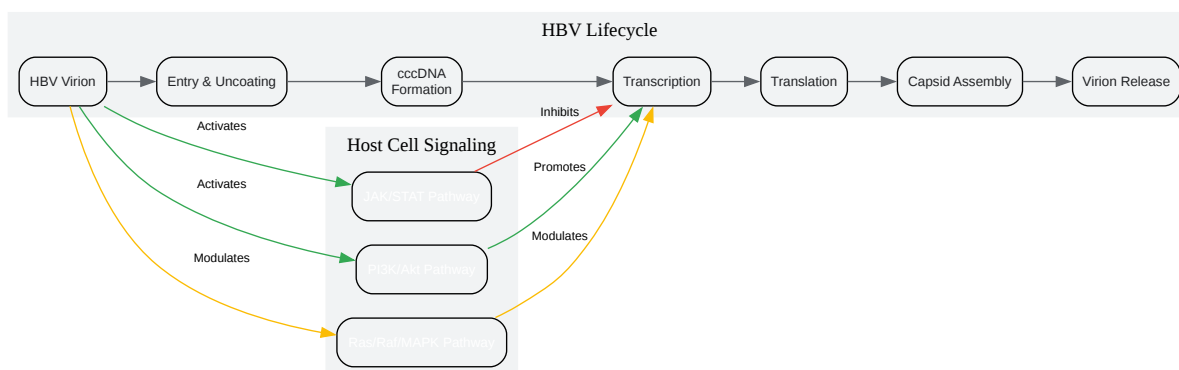 HBV Lifecycle
HBV Virion
Entry & Uncoating
cccDNA
Formation
Transcription
Translation
Capsid Assembly
Virion Release
Activates
Inhibits
Host Cell Signaling
Promotes
Activates
JAK/STAT Pathway
Modulates
Modulates
PI3K/Akt Pathway
Ras/Raf/MAPK Pathway